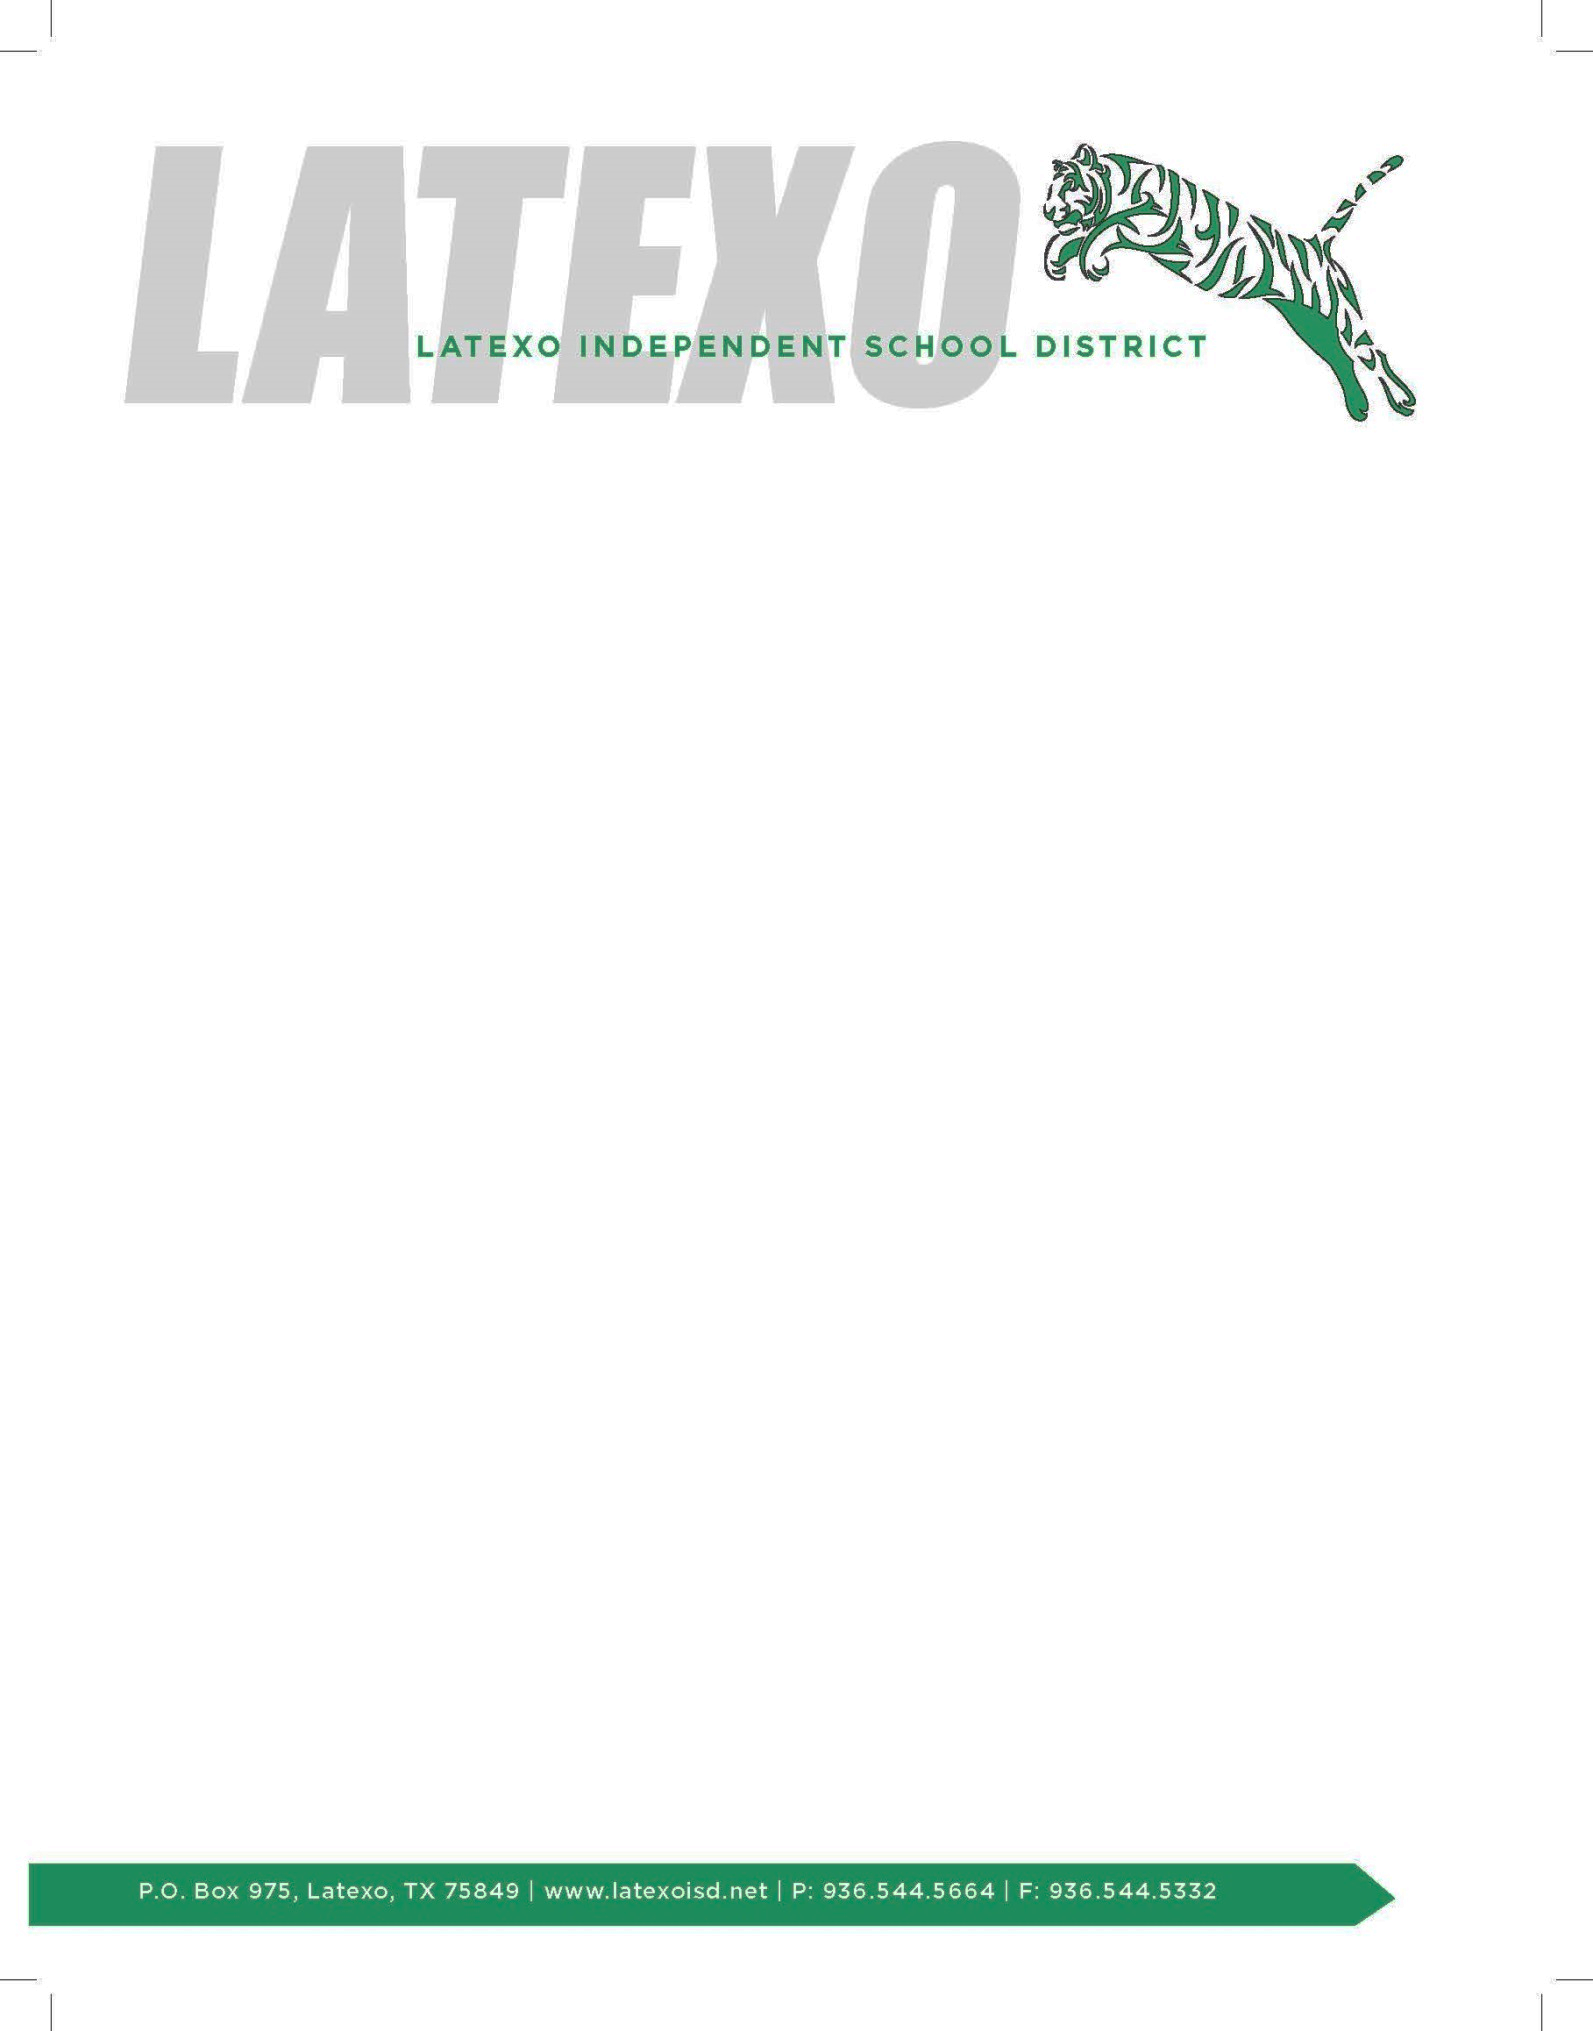 LATEXO
LATEXO INDEPENDENT SCHOOL DISTRICT
P.O. Box 975, Latexo, TX 75849 | www.latexoisd.net | P: 936.544.5664 | F: 936.544.5332